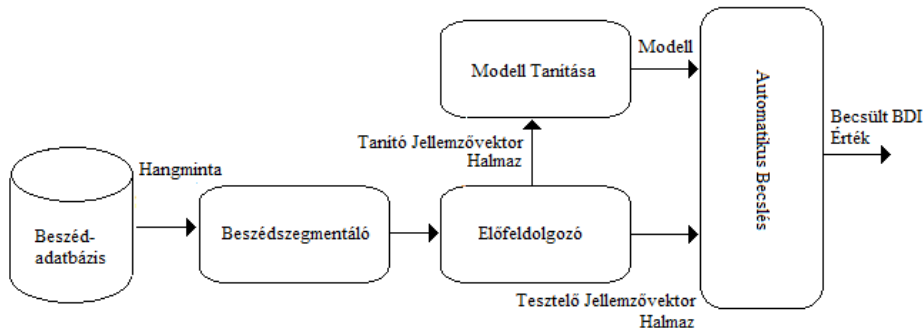 Modell Tanítása
Modell
Automatikus Becslés
Becsült BDI
Érték
Tanító Jellemzővektor
Halmaz
Hangminta
Beszéd-
adatbázis
Beszédszegmentáló
Előfeldolgozó
Tesztelő Jellemzővektor
Halmaz